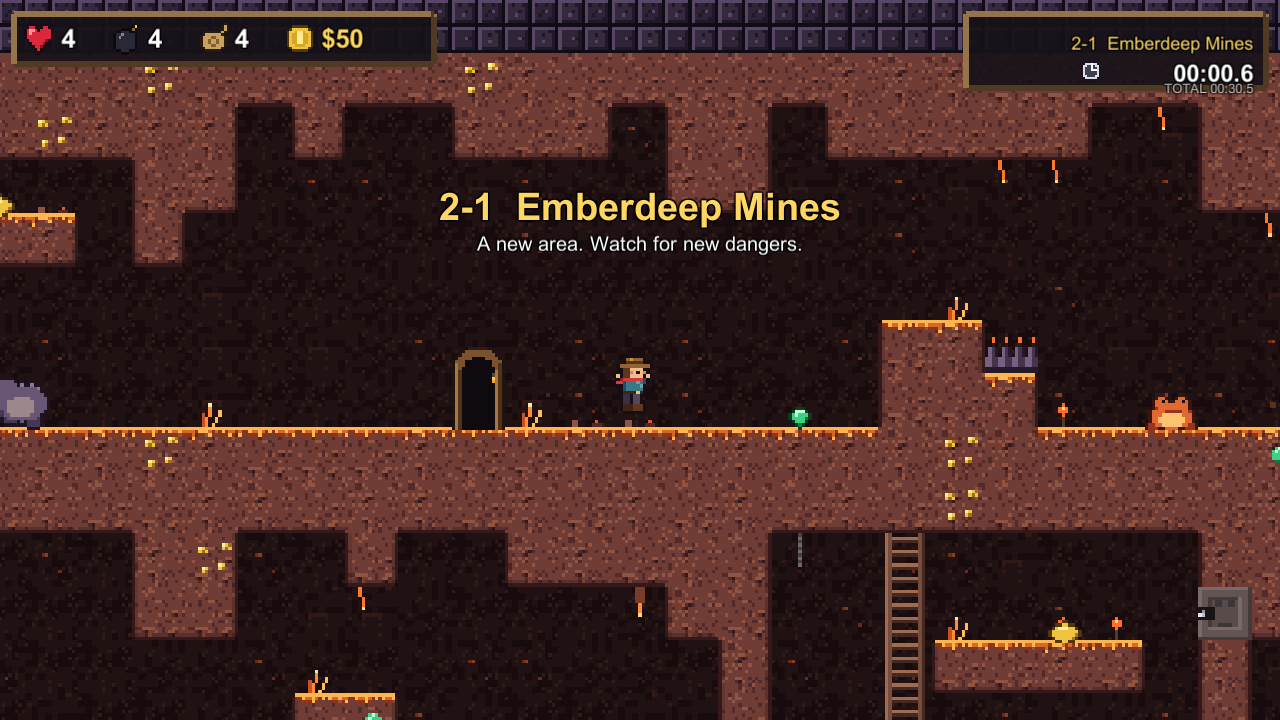 4 4 4 $50
2-1 Emberdeep Mines
00:00.6
TOTAL 00:30.5
2-1 Emberdeep Mines
A new area. Watch for new dangers.